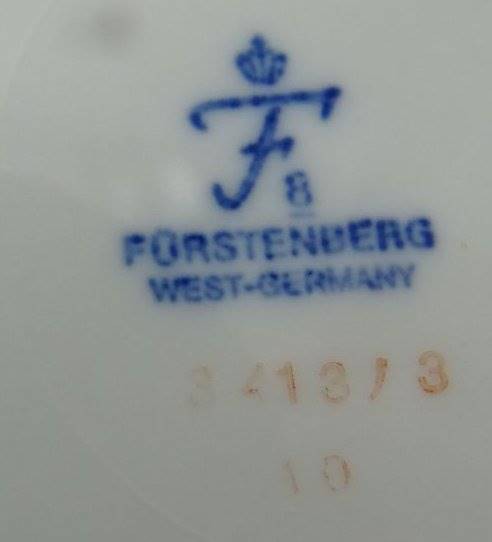 F
8
FÜRSTENBERG
WEST-GERMANY
3413/3
10